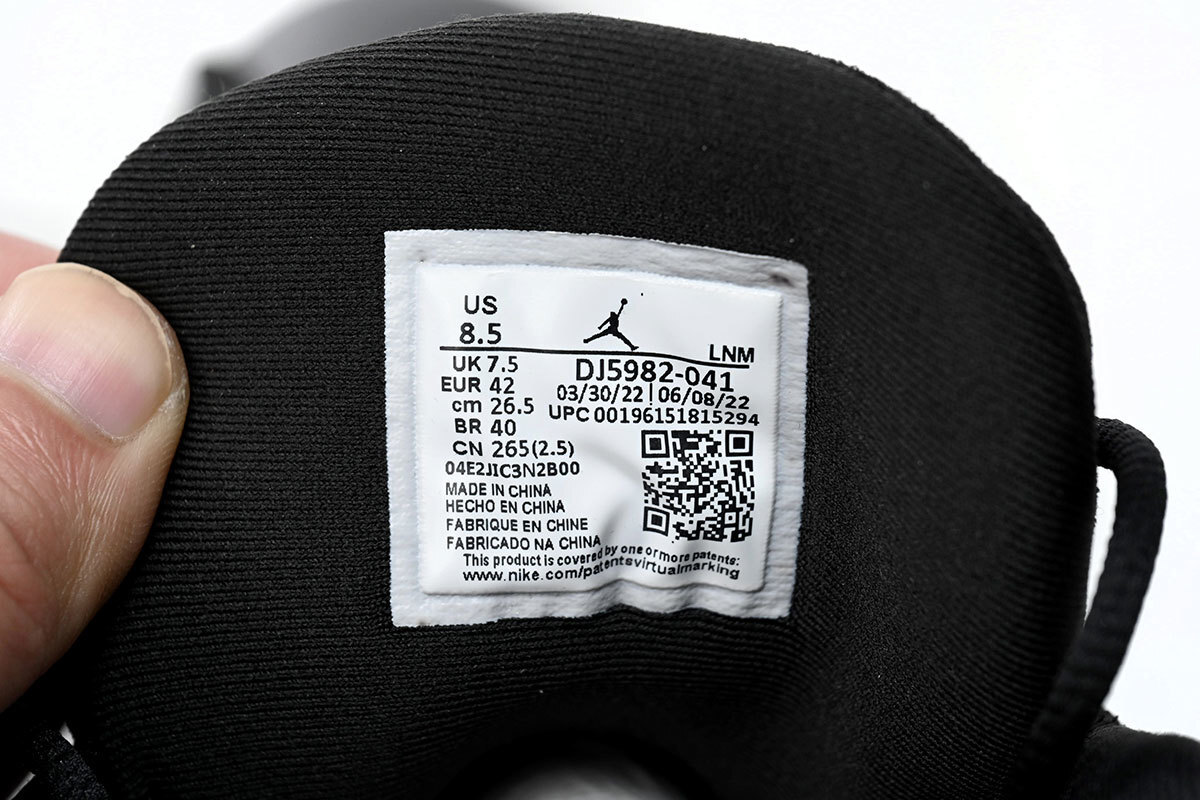 US
8.5
LNM
UK 7.5
EUR 42
cm 26.5
BR 40
CN 265(2.5)
DJ5982-041
03/30/22 | 06/08/22
UPC 00196151815294
04E2J1C3N2B00
MADE IN CHINA
HECHO EN CHINA
FABRIQUE EN CHINE
FABRICADO NA CHINA
This product is covered by one or more patents:
www.nike.com/patentsvirtualmarking